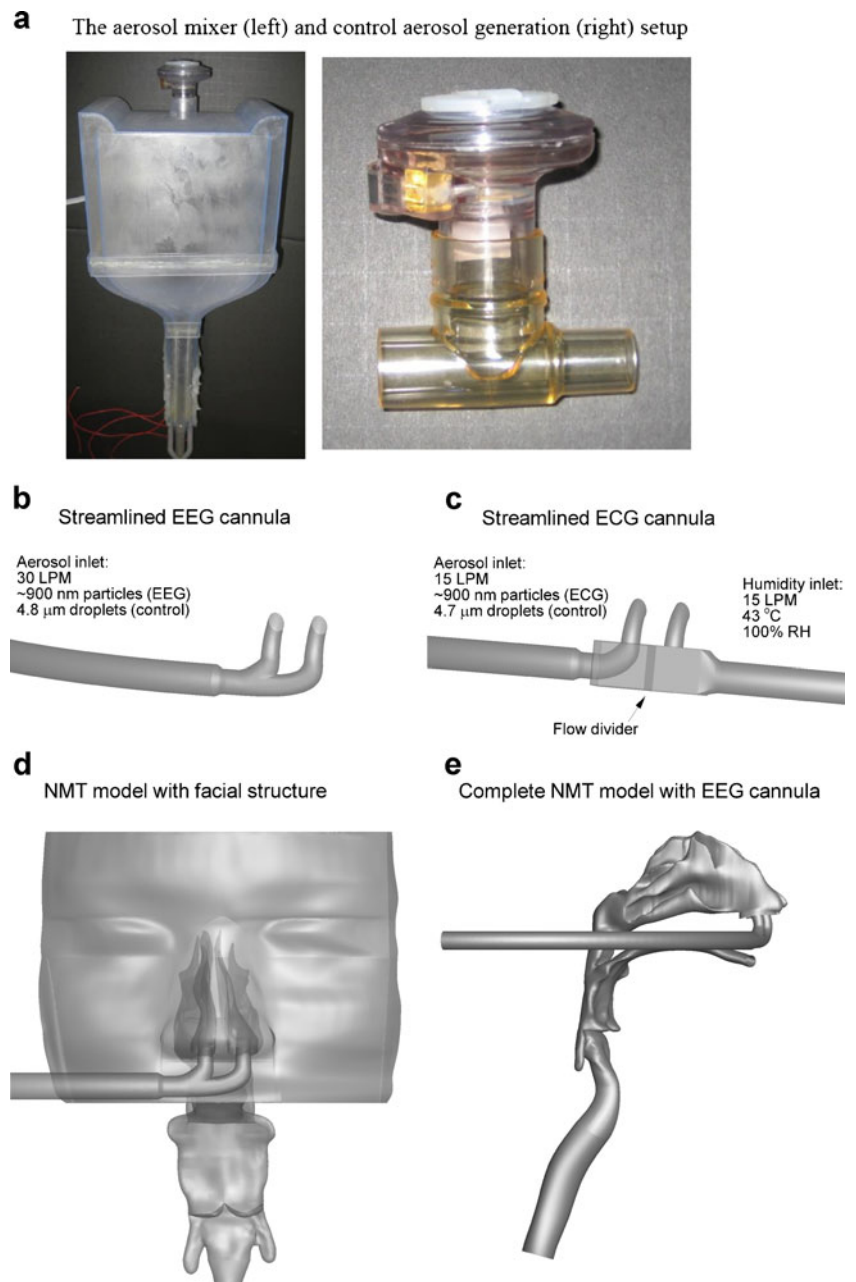 a
The aerosol mixer (left) and control aerosol generation (right) setup
b
Streamlined EEG cannula
Aerosol inlet:
30 LPM
~900 nm particles (EEG)
4.8 μm droplets (control)
c
Streamlined ECG cannula
Aerosol inlet:
15 LPM
~900 nm particles (ECG)
4.7 μm droplets (control)
Humidity inlet:
15 LPM
43 °C
100% RH
Flow divider
d
NMT model with facial structure
e
Complete NMT model with EEG cannula